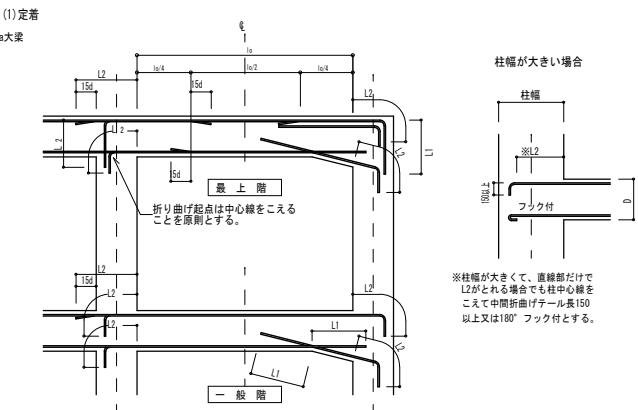 (1)定着
a大梁
℄
lo
lo/4
lo/2
lo/4
L2
15d
15d
L2
L2
L2
L1
L2
15d
最上階
折り曲げ起点は中心線をこえる
ことを原則とする。
L2
15d
L2
L2
L2
L1
L2
L1
一般階
柱幅が大きい場合
柱幅
※L2
150以上
フック付
D
※柱幅が大きくて、直線部だけで
L2がとれる場合でも柱中心線を
こえて中間折曲げテール長150
以上又は180°フック付とする。